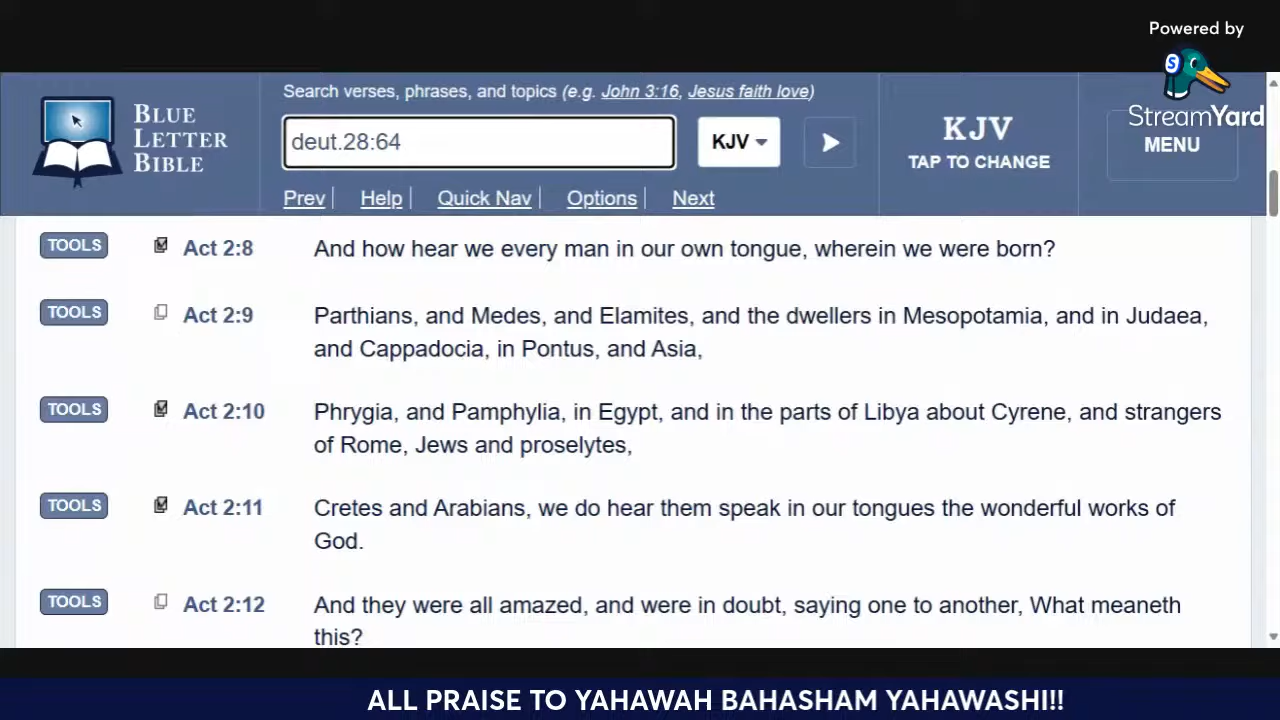 Powered by
StreamYard
BLUE
LETTER
BIBLE
Search verses, phrases, and topics (e.g. John 3:16, Jesus faith love)
deut.28:64
KJV
Prev
Help
Quick Nav
Options
Next
KJV
TAP TO CHANGE
MENU
TOOLS Act 2:8 And how hear we every man in our own tongue, wherein we were born?
TOOLS Act 2:9 Parthians, and Medes, and Elamites, and the dwellers in Mesopotamia, and in Judaea,
and Cappadocia, in Pontus, and Asia,
TOOLS Act 2:10 Phrygia, and Pamphylia, in Egypt, and in the parts of Libya about Cyrene, and strangers
of Rome, Jews and proselytes,
TOOLS Act 2:11 Cretes and Arabians, we do hear them speak in our tongues the wonderful works of
God.
TOOLS Act 2:12 And they were all amazed, and were in doubt, saying one to another, What meaneth
this?
ALL PRAISE TO YAHAWAH BAHASHAM YAHAWASHI!!